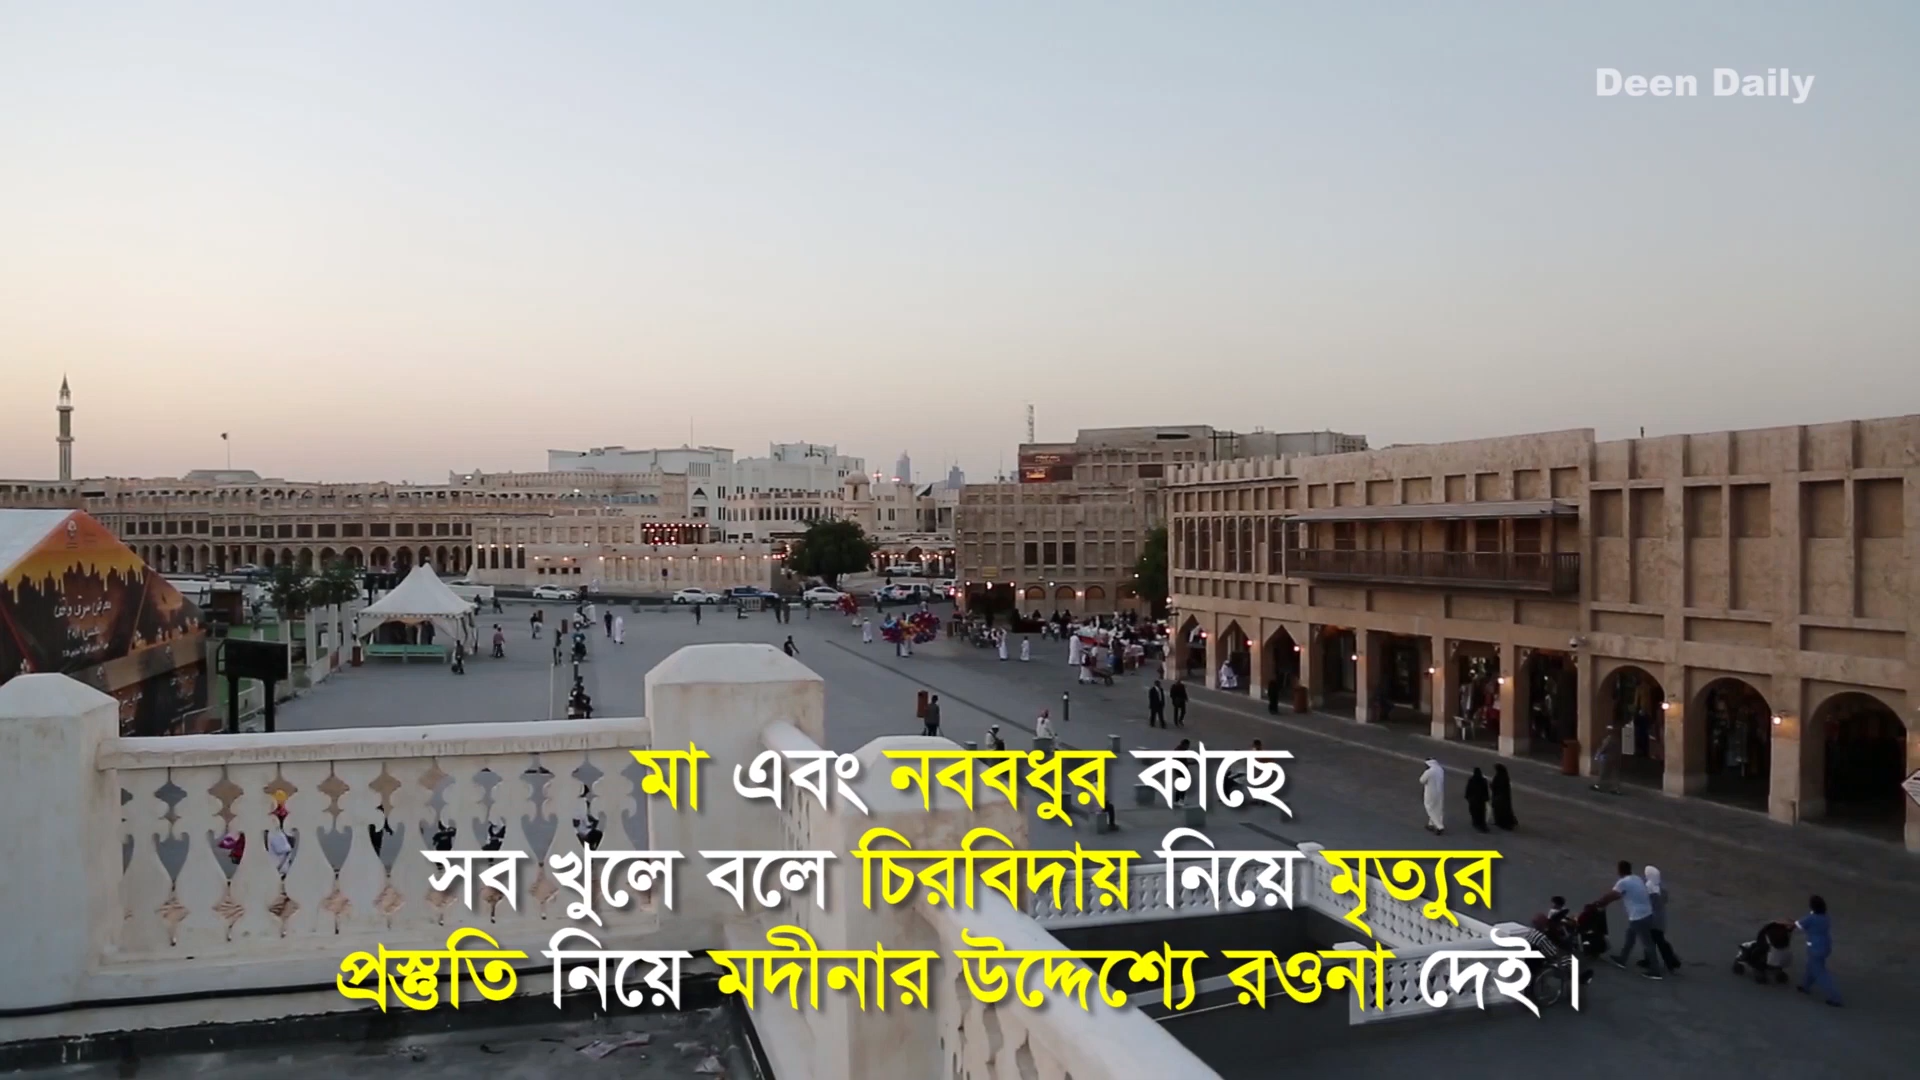 Deen Daily
মা এবং নববধুর কাছে
সব খুলে বলে চিরবিদায় নিয়ে মৃত্যুর
প্রস্তুতি নিয়ে মদীনার উদ্দেশ্যে রওনা দেই।